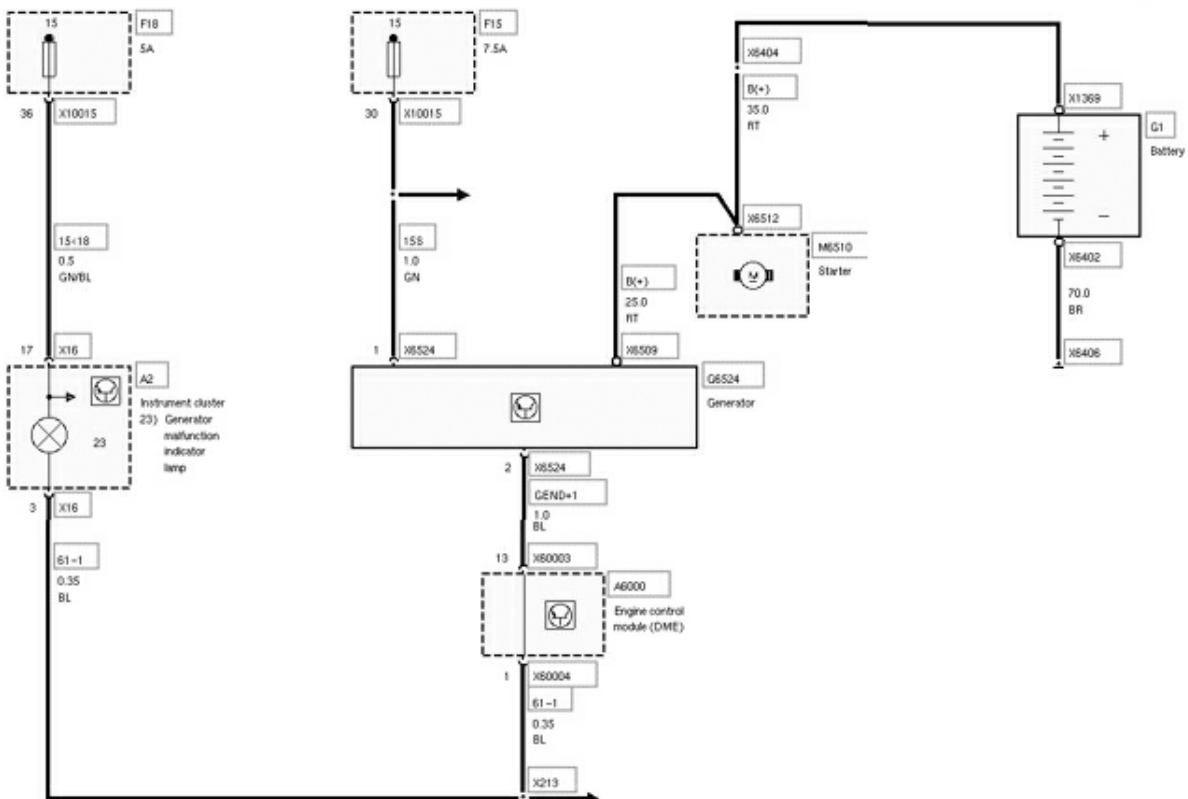 15
F18
5A
36 X10015
15<18
0.5
GN/BL
17 X16
A2
Instrument cluster
23) Generator
malfunction
indicator
lamp
23
3 X16
61-1
0.35
BL
15
F15
7.5A
30 X10015
15S
1.0
GN
1 X6524
B(+)
25.0
RT
X6509
G6524
Generator
2 X6524
GEND+1
1.0
BL
13 X60003
A6000
Engine control
module (DME)
1 X60004
61-1
0.35
BL
X213
X6404
B(+)
35.0
RT
X6512
M6510
Starter
M
X1369
G1
Battery
+
−
X6402
70.0
BR
X6406